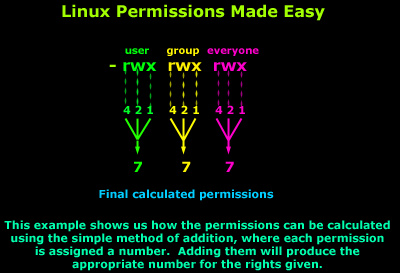 Linux Permissions Made Easy
user group everyone
- rwx rwx rwx
4 2 1 4 2 1 4 2 1
7 7 7
Final calculated permissions
This example shows us how the permissions can be calculated
using the simple method of addition, where each permission
is assigned a number. Adding them will produce the
appropriate number for the rights given.